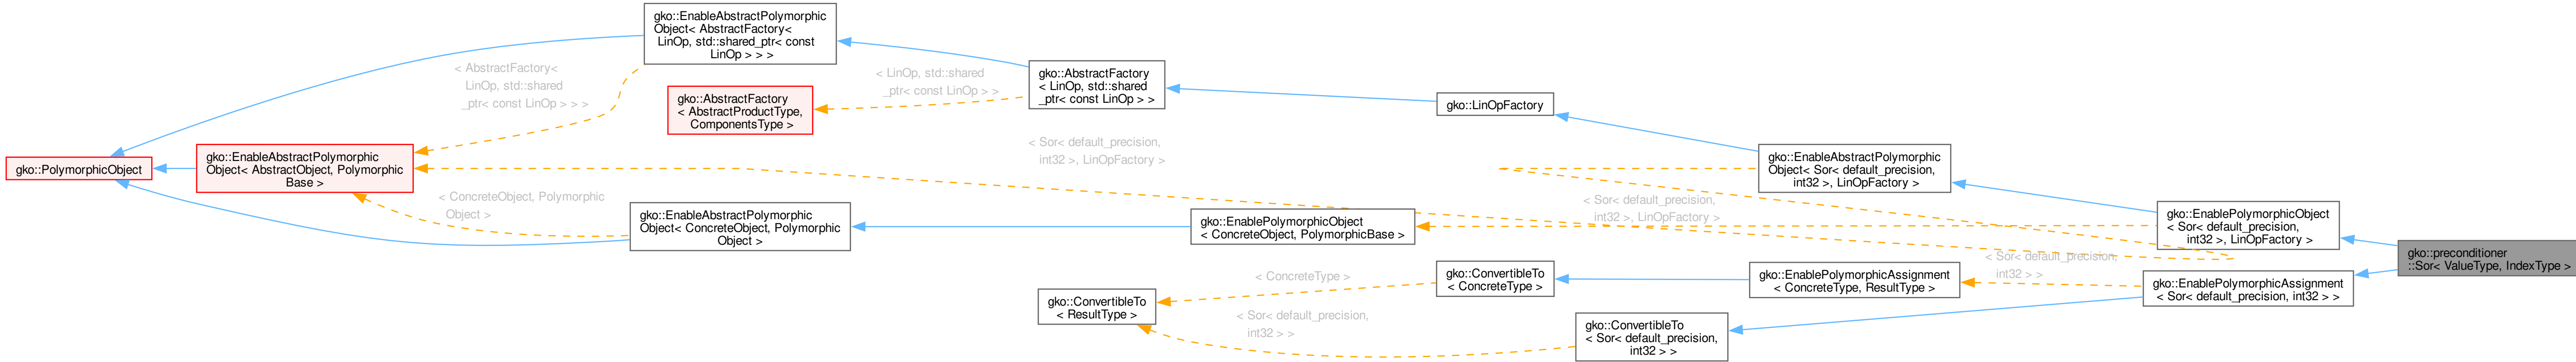 gko::PolymorphicObject
gko::EnableAbstractPolymorphic
Object< AbstractObject, Polymorphic
Base >
gko::EnableAbstractPolymorphic
Object< AbstractFactory<
LinOp, std::shared_ptr< const
LinOp > > >
< AbstractFactory<
LinOp, std::shared
_ptr< const LinOp > > >
gko::AbstractFactory
< AbstractProductType,
ComponentsType >
< LinOp, std::shared
_ptr< const LinOp > >
gko::AbstractFactory
< LinOp, std::shared
_ptr< const LinOp > >
gko::LinOpFactory
< Sor< default_precision,
int32 >, LinOpFactory >
gko::EnableAbstractPolymorphic
Object< Sor< default_precision,
int32 >, LinOpFactory >
< ConcreteObject, Polymorphic
Object >
gko::EnableAbstractPolymorphic
Object< ConcreteObject, Polymorphic
Object >
gko::EnablePolymorphicObject
< ConcreteObject, PolymorphicBase >
< Sor< default_precision,
int32 >, LinOpFactory >
gko::EnablePolymorphicObject
< Sor< default_precision,
int32 >, LinOpFactory >
gko::preconditioner
::Sor< ValueType, IndexType >
gko::ConvertibleTo
< ResultType >
< ConcreteType >
gko::ConvertibleTo
< ConcreteType >
gko::EnablePolymorphicAssignment
< ConcreteType, ResultType >
< Sor< default_precision,
int32 > >
gko::EnablePolymorphicAssignment
< Sor< default_precision, int32 > >
< Sor< default_precision,
int32 > >
gko::ConvertibleTo
< Sor< default_precision,
int32 > >